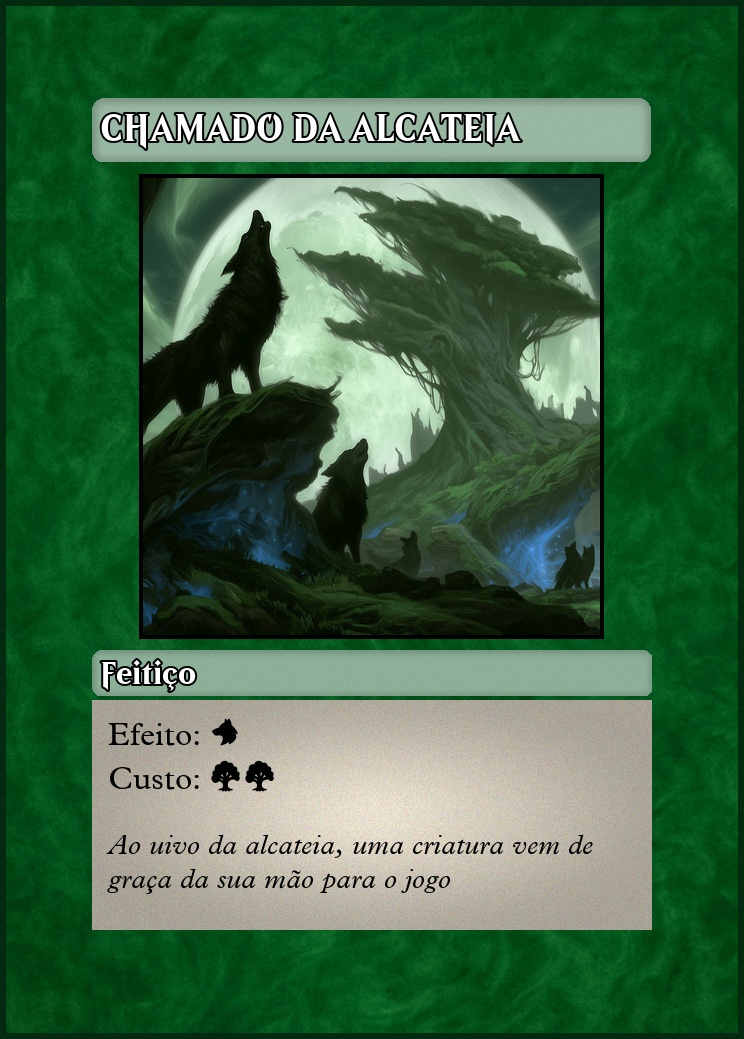 CHAMADO DA ALCATEIA
Feitiço
Efeito:
Custo:
Ao uivo da alcateia, uma criatura vem de
graça da sua mão para o jogo